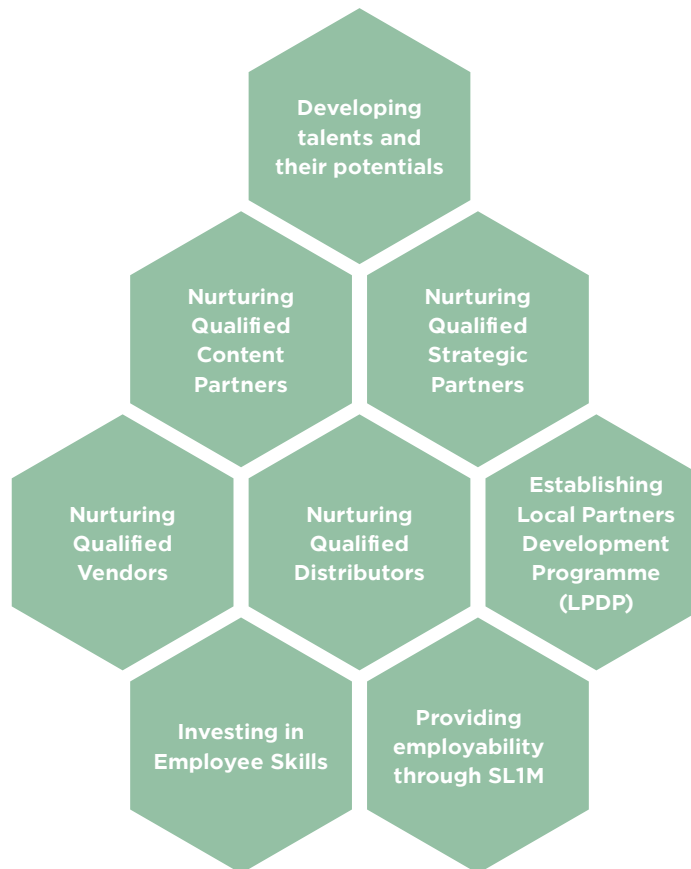 Developing
talents and
their potentials
Nurturing
Qualified
Content
Partners
Nurturing
Qualified
Strategic
Partners
Nurturing
Qualified
Vendors
Nurturing
Qualified
Distributors
Establishing
Local Partners
Development
Programme
(LPDP)
Investing in
Employee Skills
Providing
employability
through SL1M